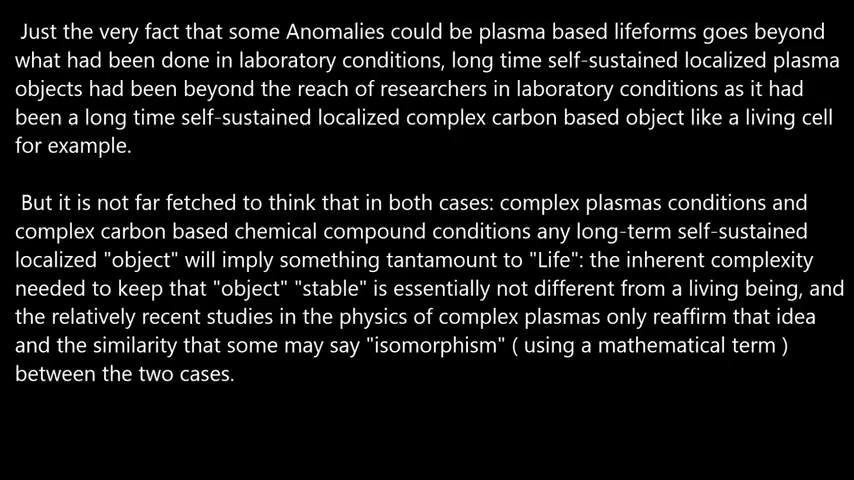 Just the very fact that some Anomalies could be plasma based lifeforms goes beyond
what had been done in laboratory conditions, long time self-sustained localized plasma
objects had been beyond the reach of researchers in laboratory conditions as it had
been a long time self-sustained localized complex carbon based object like a living cell
for example.
But it is not far fetched to think that in both cases: complex plasmas conditions and
complex carbon based chemical compound conditions any long-term self-sustained
localized "object" will imply something tantamount to "Life": the inherent complexity
needed to keep that "object" "stable" is essentially not different from a living being, and
the relatively recent studies in the physics of complex plasmas only reaffirm that idea
and the similarity that some may say "isomorphism" ( using a mathematical term )
between the two cases.